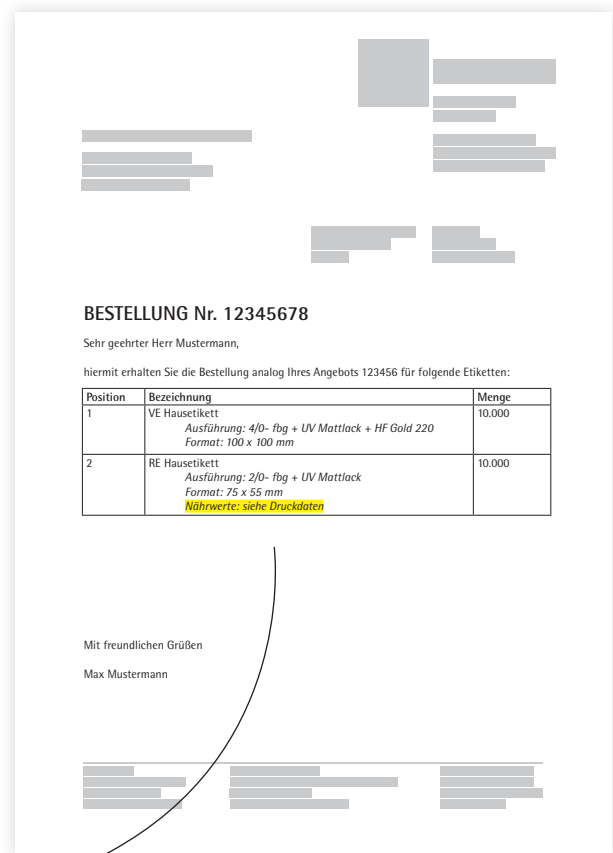 BESTELLUNG Nr. 12345678
Sehr geehrter Herr Mustermann,
hiermit erhalten Sie die Bestellung analog Ihres Angebots 123456 für folgende Etiketten:
Position Bezeichnung Menge
1 VE Hausetikett 10.000
Ausführung: 4/0- fbg + UV Mattlack + HF Gold 220
Format: 100 x 100 mm
2 RE Hausetikett 10.000
Ausführung: 2/0- fbg + UV Mattlack
Format: 75 x 55 mm
Nährwerte: siehe Druckdaten
Mit freundlichen Grüßen
Max Mustermann